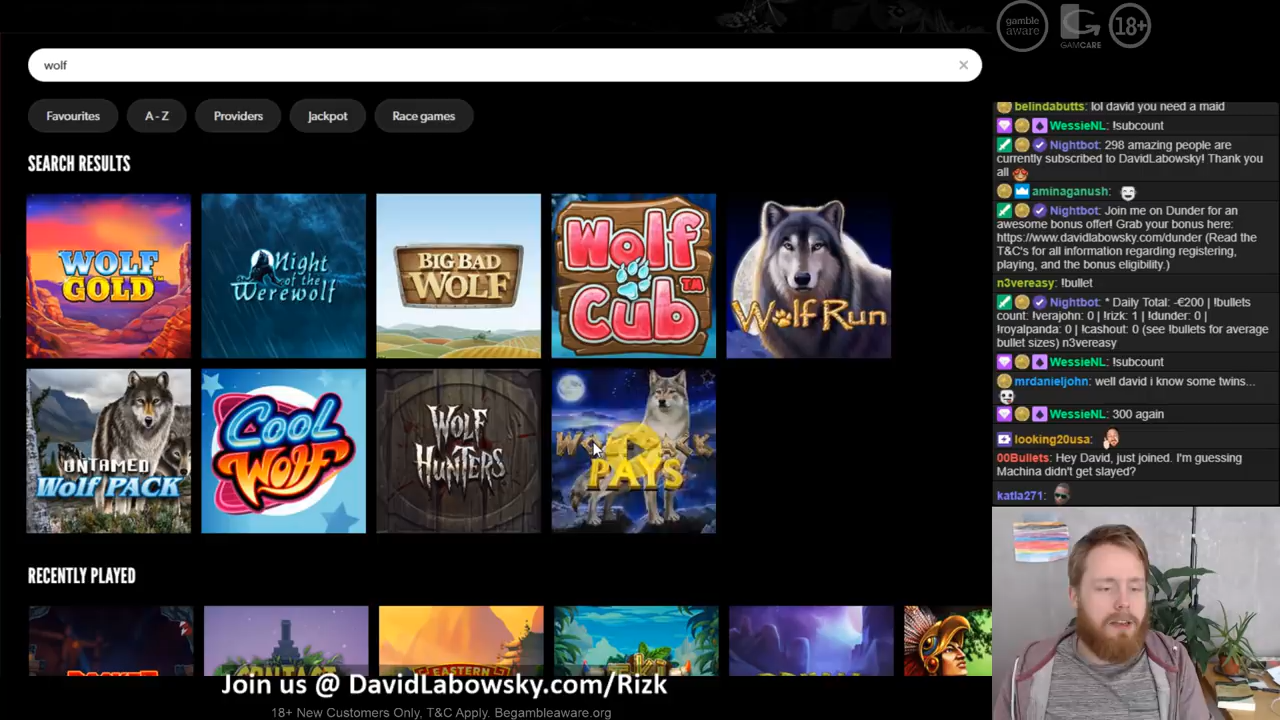 gamble
aware
GAMCARE
18+
wolf
Favourites
A - Z
Providers
Jackpot
Race games
SEARCH RESULTS
WOLF
GOLD™
Night
of the
Werewolf
BIG BAD
WOLF
Wolf
Cub™
Wolf Run
UNTAMED
Wolf PACK
COOL
Wolf
WOLF
HUNTERS
WOLFPACK
PAYS
RECENTLY PLAYED
EASTERN
Join us @ DavidLabowsky.com/Rizk
18+ New Customers Only, T&C Apply. Begambleaware.org
belindabutts: lol david you need a maid
WessieNL: !subcount
Nightbot: 298 amazing people are
currently subscribed to DavidLabowsky! Thank you
all
aminaganush:
Nightbot: Join me on Dunder for an
awesome bonus offer! Grab your bonus here:
https://www.davidlabowsky.com/dunder (Read the
T&C's for all information regarding registering,
playing, and the bonus eligibility.)
n3vereasy: !bullet
Nightbot: * Daily Total: -€200 | !bullets
count: !verajohn: 0 | !rizk: 1 | !dunder: 0 |
!royalpanda: 0 | !cashout: 0 (see !bullets for average
bullet sizes) n3vereasy
WessieNL: !subcount
mrdanieljohn: well david i know some twins...
WessieNL: 300 again
looking20usa:
00Bullets: Hey David, just joined. I'm guessing
Machina didn't get slayed?
katla271: